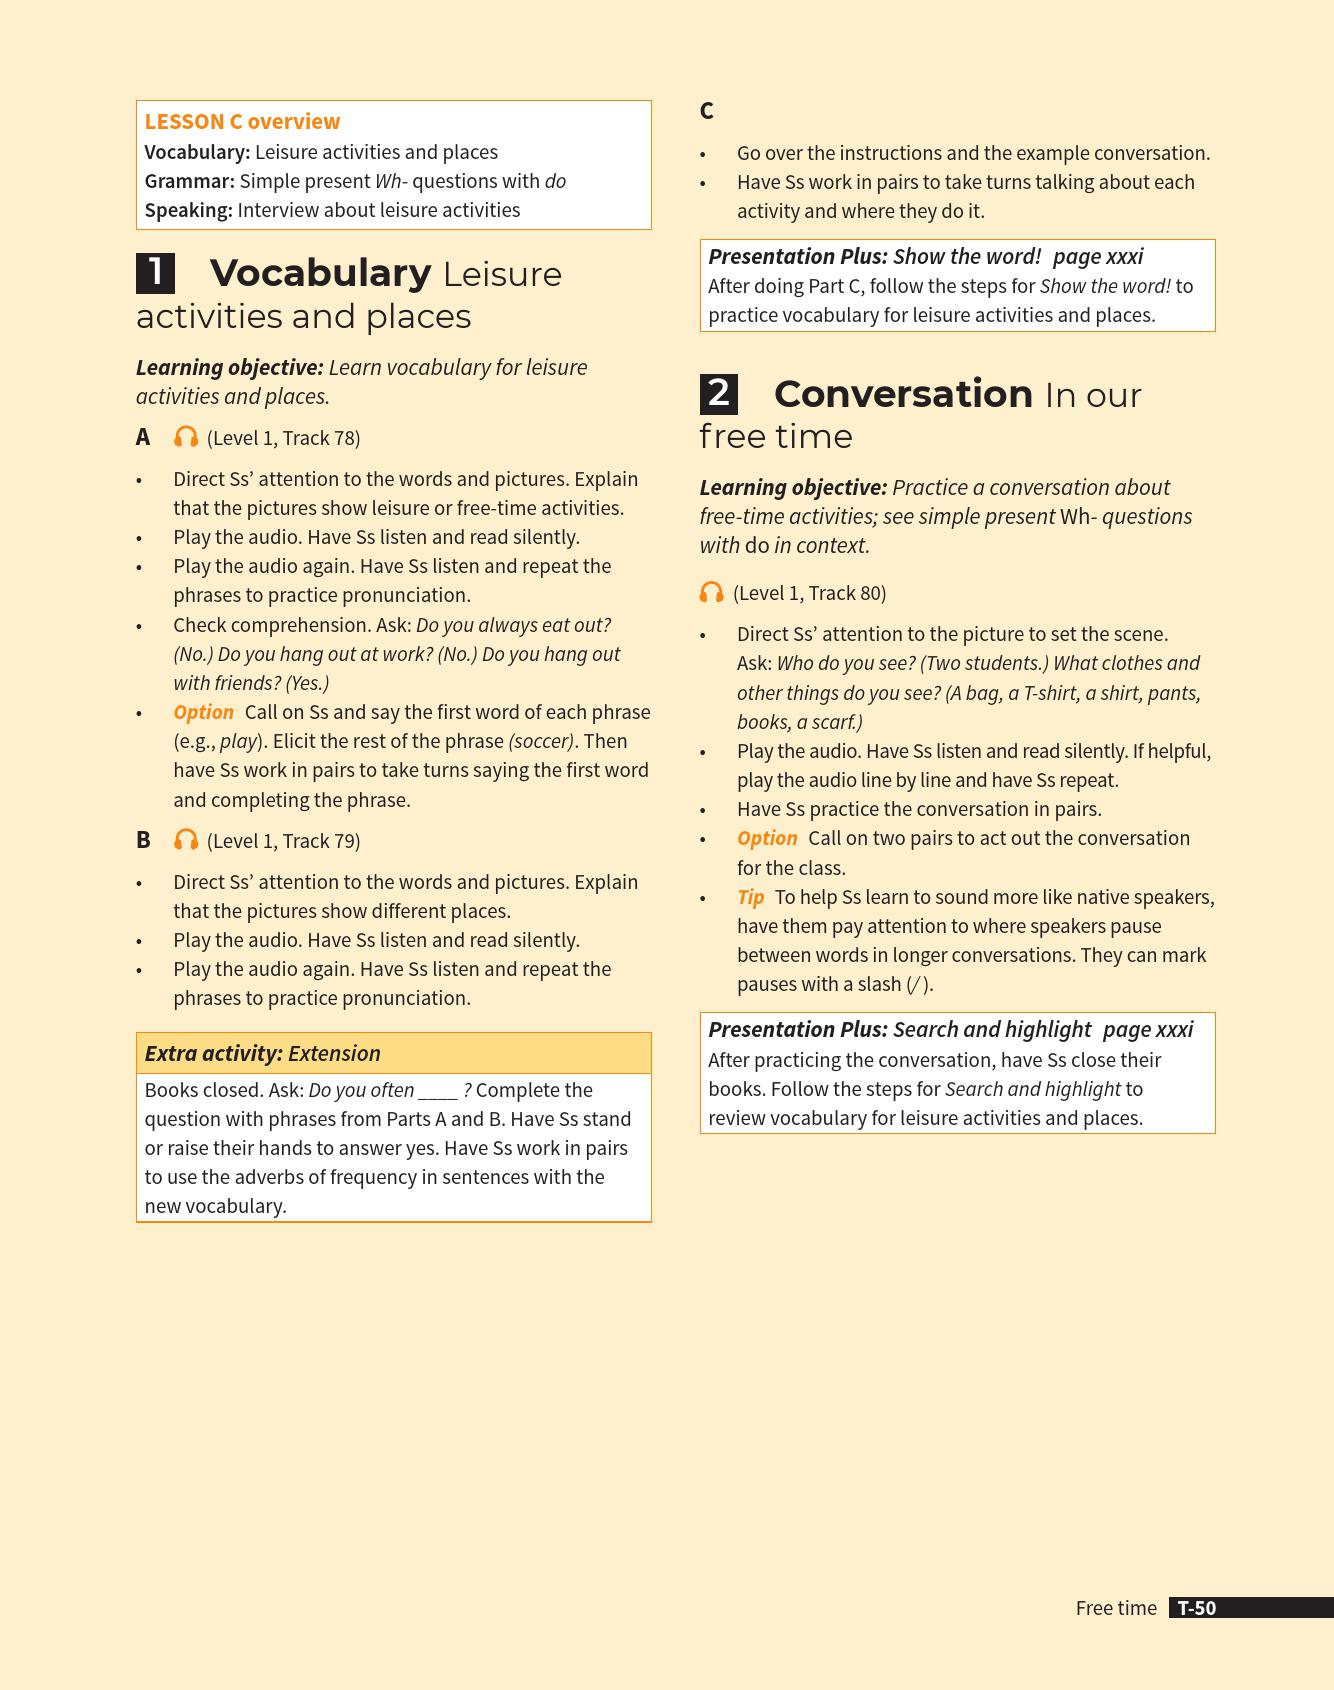 LESSON C overview
Vocabulary: Leisure activities and places
Grammar: Simple present Wh- questions with do
Speaking: Interview about leisure activities
1 Vocabulary Leisure
activities and places
Learning objective: Learn vocabulary for leisure
activities and places.
A (Level 1, Track 78)
• Direct Ss’ attention to the words and pictures. Explain
that the pictures show leisure or free-time activities.
• Play the audio. Have Ss listen and read silently.
• Play the audio again. Have Ss listen and repeat the
phrases to practice pronunciation.
• Check comprehension. Ask: Do you always eat out?
(No.) Do you hang out at work? (No.) Do you hang out
with friends? (Yes.)
• Option Call on Ss and say the first word of each phrase
(e.g., play). Elicit the rest of the phrase (soccer). Then
have Ss work in pairs to take turns saying the first word
and completing the phrase.
B (Level 1, Track 79)
• Direct Ss’ attention to the words and pictures. Explain
that the pictures show different places.
• Play the audio. Have Ss listen and read silently.
• Play the audio again. Have Ss listen and repeat the
phrases to practice pronunciation.
Extra activity: Extension
Books closed. Ask: Do you often ____ ? Complete the
question with phrases from Parts A and B. Have Ss stand
or raise their hands to answer yes. Have Ss work in pairs
to use the adverbs of frequency in sentences with the
new vocabulary.
C
• Go over the instructions and the example conversation.
• Have Ss work in pairs to take turns talking about each
activity and where they do it.
Presentation Plus: Show the word! page xxxi
After doing Part C, follow the steps for Show the word! to
practice vocabulary for leisure activities and places.
2 Conversation In our
free time
Learning objective: Practice a conversation about
free-time activities; see simple present Wh- questions
with do in context.
(Level 1, Track 80)
• Direct Ss’ attention to the picture to set the scene.
Ask: Who do you see? (Two students.) What clothes and
other things do you see? (A bag, a T-shirt, a shirt, pants,
books, a scarf.)
• Play the audio. Have Ss listen and read silently. If helpful,
play the audio line by line and have Ss repeat.
• Have Ss practice the conversation in pairs.
• Option Call on two pairs to act out the conversation
for the class.
• Tip To help Ss learn to sound more like native speakers,
have them pay attention to where speakers pause
between words in longer conversations. They can mark
pauses with a slash (/ ).
Presentation Plus: Search and highlight page xxxi
After practicing the conversation, have Ss close their
books. Follow the steps for Search and highlight to
review vocabulary for leisure activities and places.
Free time T-50